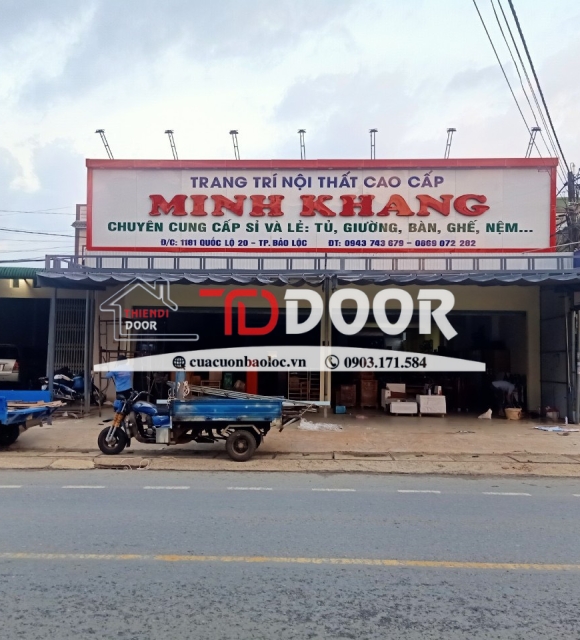 TRANG TRÍ NỘI THẤT CAO CẤP
MINH KHANG
CHUYÊN CUNG CẤP SỈ VÀ LẺ: TỦ, GIƯỜNG, BÀN, GHẾ, NỆM...
Đ/C: 1181 QUỐC LỘ 20 - TP. BẢO LỘC ĐT: 0943 743 679 - 0869 072 282
THIENDI
DOOR
TD DOOR
cuacuonbaoloc.vn 0903.171.584